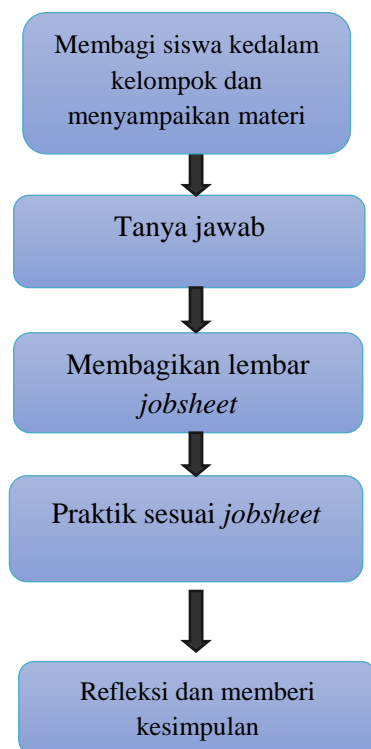 Membagi siswa kedalam
kelompok dan
menyampaikan materi
Tanya jawab
Membagikan lembar
jobsheet
Praktik sesuai jobsheet
Refleksi dan memberi
kesimpulan